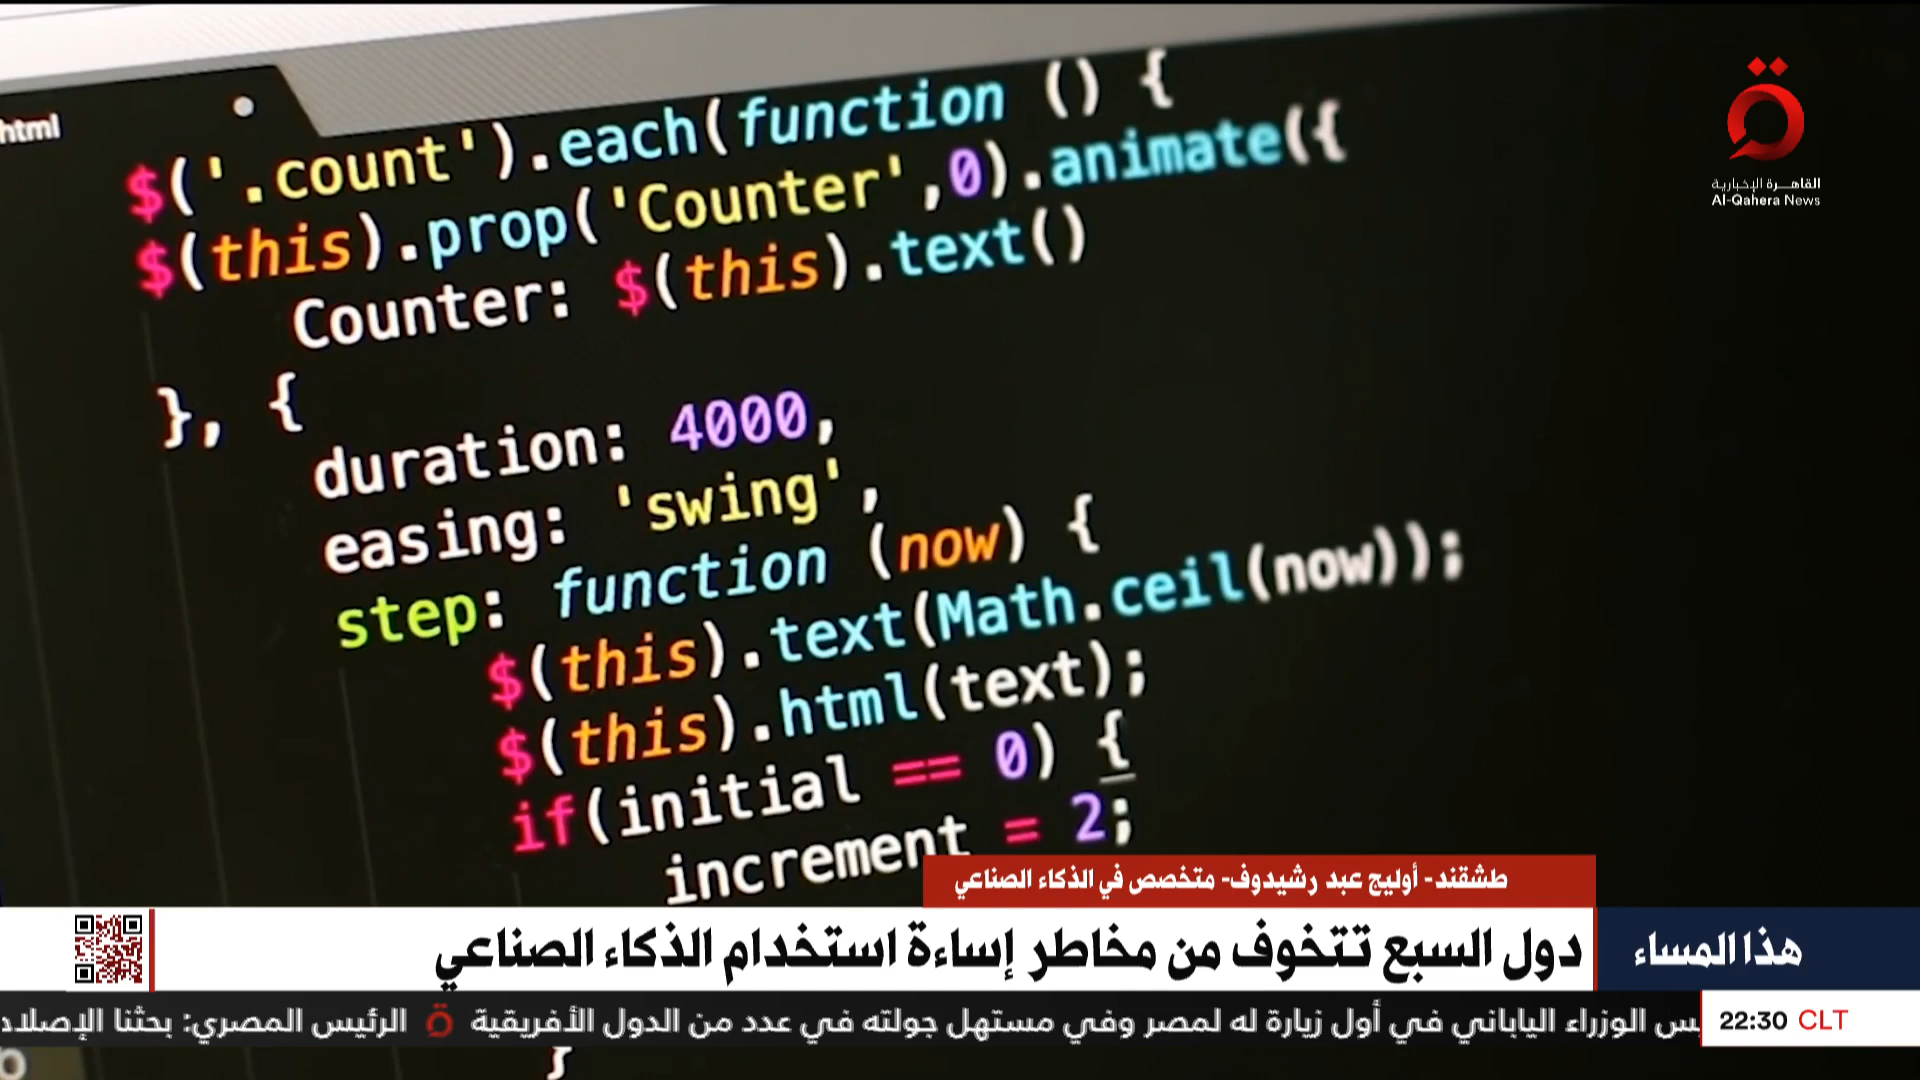 html
$('.count').each(function () {
$(this).prop('Counter',0).animate({
Counter: $(this).text()
}, {
duration: 4000,
easing: 'swing',
step: function (now) {
$(this).text(Math.ceil(now));
$(this).html(text);
if(initial == 0) {
increment = 2;
}
القاهرة الإخبارية
Al-Qahera News
طشقند- أوليج عبد رشيدوف- متخصص في الذكاء الصناعي
هذا المساء
دول السبع تتخوف من مخاطر إساءة استخدام الذكاء الصناعي
22:30 CLT
الوزراء الياباني في أول زيارة له لمصر وفي مستهل جولته في عدد من الدول الأفريقية
الرئيس المصري: بحثنا